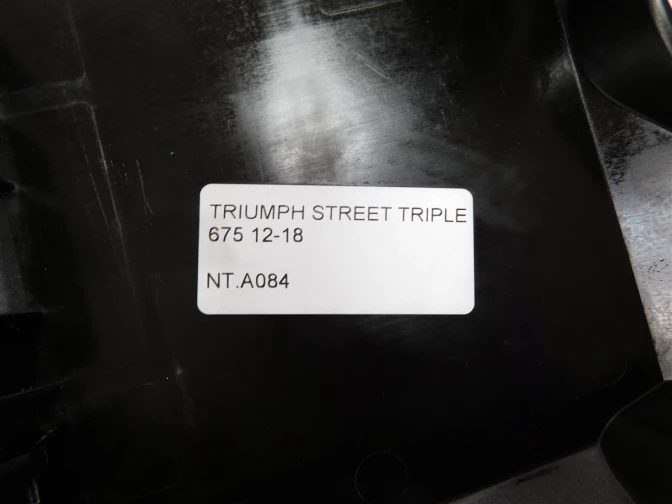 TRIUMPH STREET TRIPLE
675 12-18
NT.A084